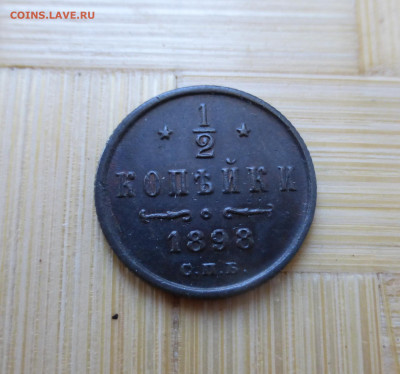 COINS.LAVE.RU
1/2
КОПѢЙКИ
1898
С.П.Б.